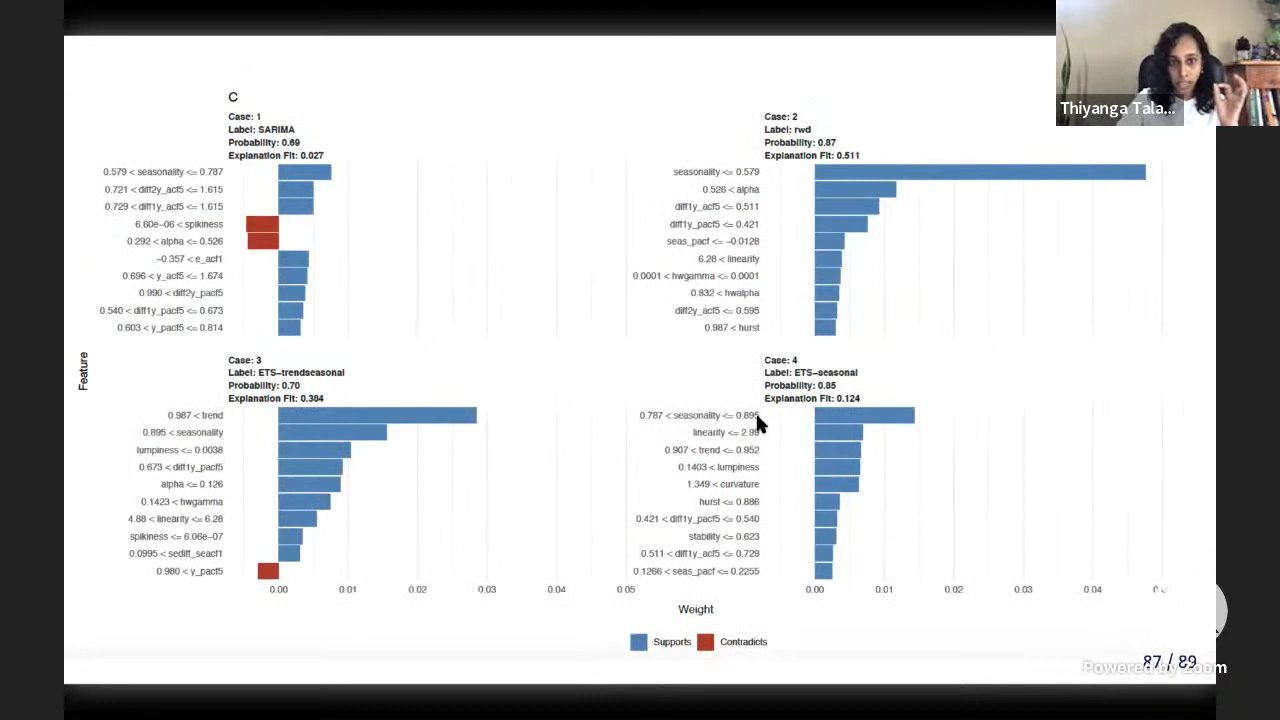 Thiyanga Tala...
C
Case: 1
Label: SARIMA
Probability: 0.69
Explanation Fit: 0.027
0.579 < seasonality <= 0.787
0.721 < diff2y_acf5 <= 1.615
0.729 < diff1y_acf5 <= 1.615
6.60e-06 < spikiness
0.292 < alpha <= 0.526
−0.357 < e_acf1
0.696 < y_acf5 <= 1.674
0.990 < diff2y_pacf5
0.540 < diff1y_pacf5 <= 0.673
0.603 < y_pacf5 <= 0.814
Case: 2
Label: rwd
Probability: 0.87
Explanation Fit: 0.511
seasonality <= 0.579
0.526 < alpha
diff1y_acf5 <= 0.511
diff1y_pacf5 <= 0.421
seas_pacf <= −0.0128
6.28 < linearity
0.0001 < hwgamma <= 0.0001
0.832 < hwalpha
diff2y_acf5 <= 0.595
0.987 < hurst
Feature
Case: 3
Label: ETS−trendseasonal
Probability: 0.70
Explanation Fit: 0.384
0.987 < trend
0.895 < seasonality
lumpiness <= 0.0038
0.673 < diff1y_pacf5
alpha <= 0.126
0.1423 < hwgamma
4.88 < linearity <= 6.28
spikiness <= 6.06e−07
0.0995 < sediff_seacf1
0.980 < y_pacf5
0.00 0.01 0.02 0.03 0.04 0.05
Case: 4
Label: ETS−seasonal
Probability: 0.85
Explanation Fit: 0.124
0.787 < seasonality <= 0.895
linearity <= 2.99
0.907 < trend <= 0.952
0.1403 < lumpiness
1.349 < curvature
hurst <= 0.886
0.421 < diff1y_pacf5 <= 0.540
stability <= 0.623
0.511 < diff1y_acf5 <= 0.729
0.1266 < seas_pacf <= 0.2255
0.00 0.01 0.02 0.03 0.04
Weight
Supports Contradicts
87 / 89
Powered by Zoom